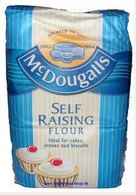 McDougalls
SELF
RAISING
FLOUR
Ideal for cakes,
scones and biscuits